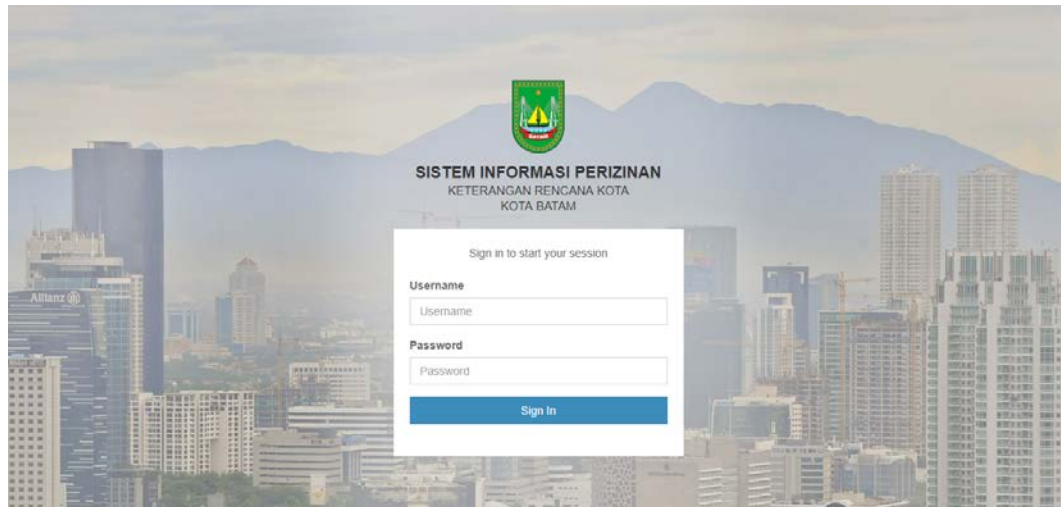 Batam
SISTEM INFORMASI PERIZINAN
KETERANGAN RENCANA KOTA
KOTA BATAM
Sign in to start your session
Username
Username
Password
Password
Sign In
Allianz